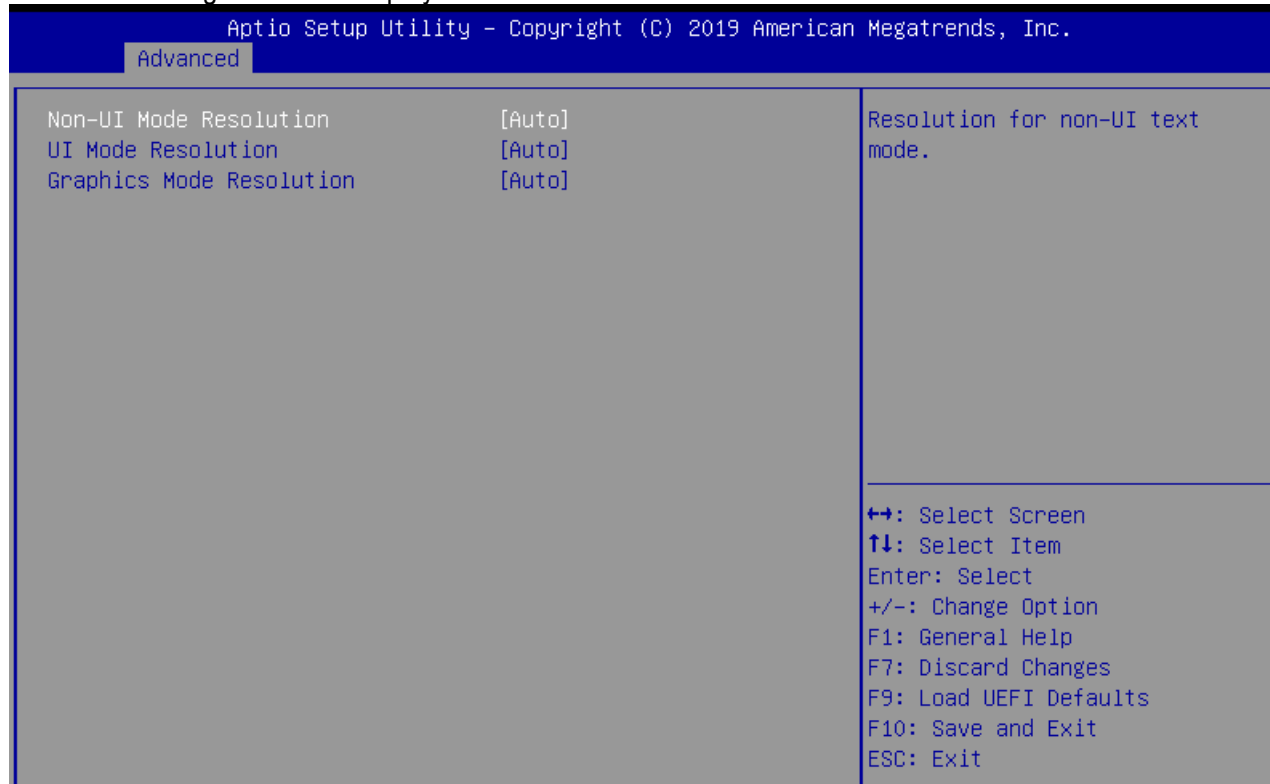 Aptio Setup Utility – Copyright (C) 2019 American Megatrends, Inc.
Advanced
Non-UI Mode Resolution [Auto]
UI Mode Resolution [Auto]
Graphics Mode Resolution [Auto]
Resolution for non-UI text
mode.
↔: Select Screen
↑↓: Select Item
Enter: Select
+/-: Change Option
F1: General Help
F7: Discard Changes
F9: Load UEFI Defaults
F10: Save and Exit
ESC: Exit